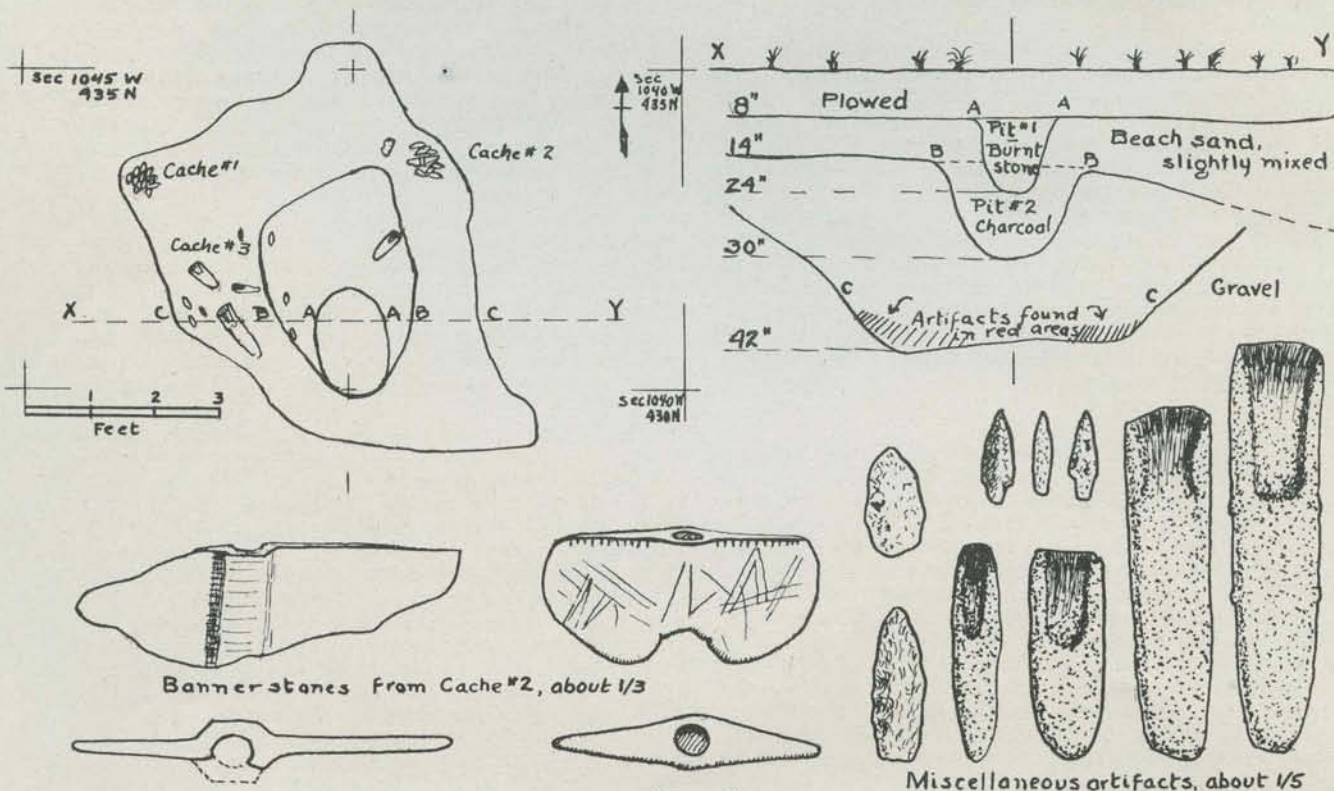 sec 1045 W
435 N
Cache #1
Cache # 2
Cache # 3
X C B A A B C Y
1 2 3
Feet
sec
1040 W
435 N
sec 1040 W
430 N
X Y
8" Plowed A A
Pit #1
Burnt
stone
Beach sand,
slightly mixed
14" B B
24"
Pit #2
Charcoal
30"
C C
Gravel
Artifacts found
in red areas
42"
Bannerstones from Cache #2, about 1/3
Miscellaneous artifacts, about 1/5